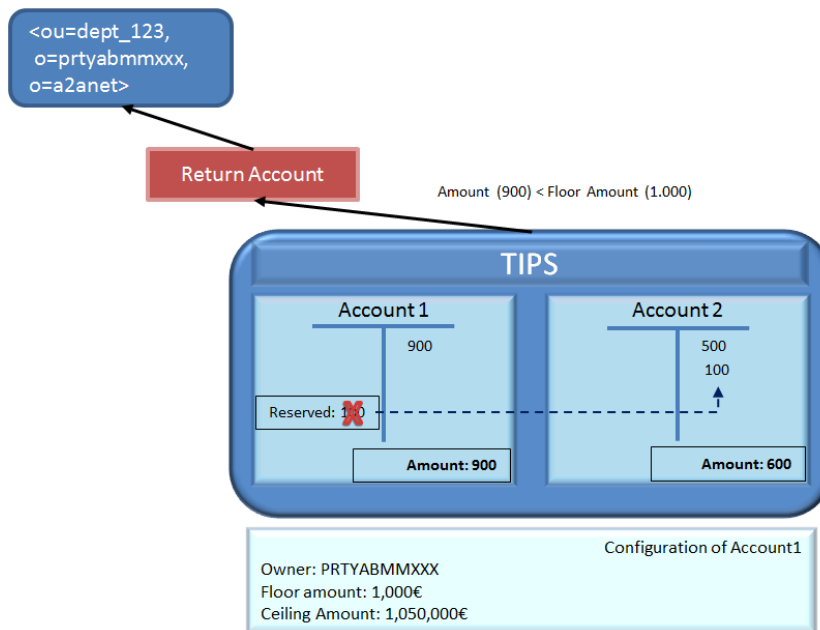 <ou=dept_123,
o=prtyabmmxxx,
o=a2anet>
Return Account
Amount (900) < Floor Amount (1.000)
TIPS
Account 1
900
Reserved:
Amount: 900
Account 2
500
100
Amount: 600
Configuration of Account1
Owner: PRTYABMMXXX
Floor amount: 1,000€
Ceiling Amount: 1,050,000€